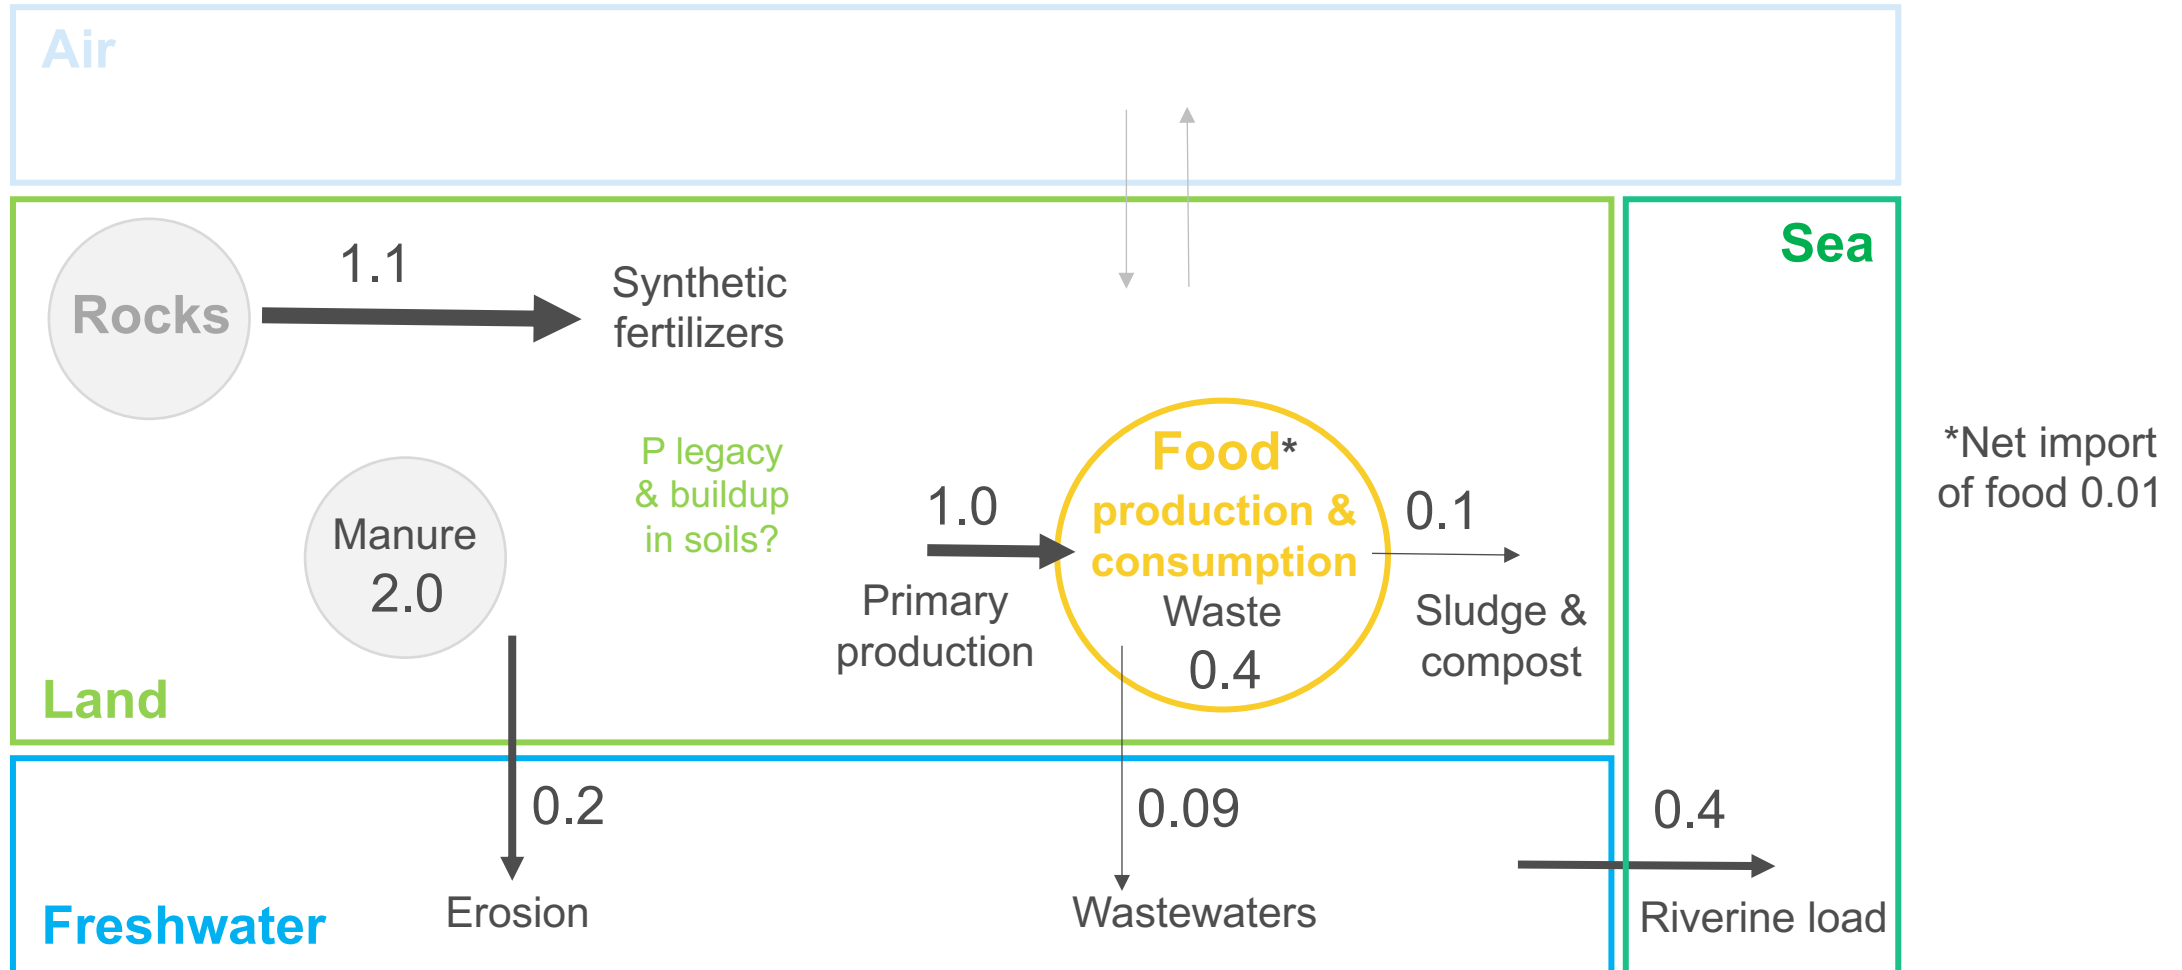 Air
Sea
1.1
Rocks
Synthetic
fertilizers
P legacy
& buildup
in soils?
Manure
2.0
1.0
Primary
production
Food*
production &
consumption
Waste
0.4
0.1
Sludge &
compost
*Net import
of food 0.01
Land
0.2
Erosion
0.09
Wastewaters
0.4
Riverine load
Freshwater